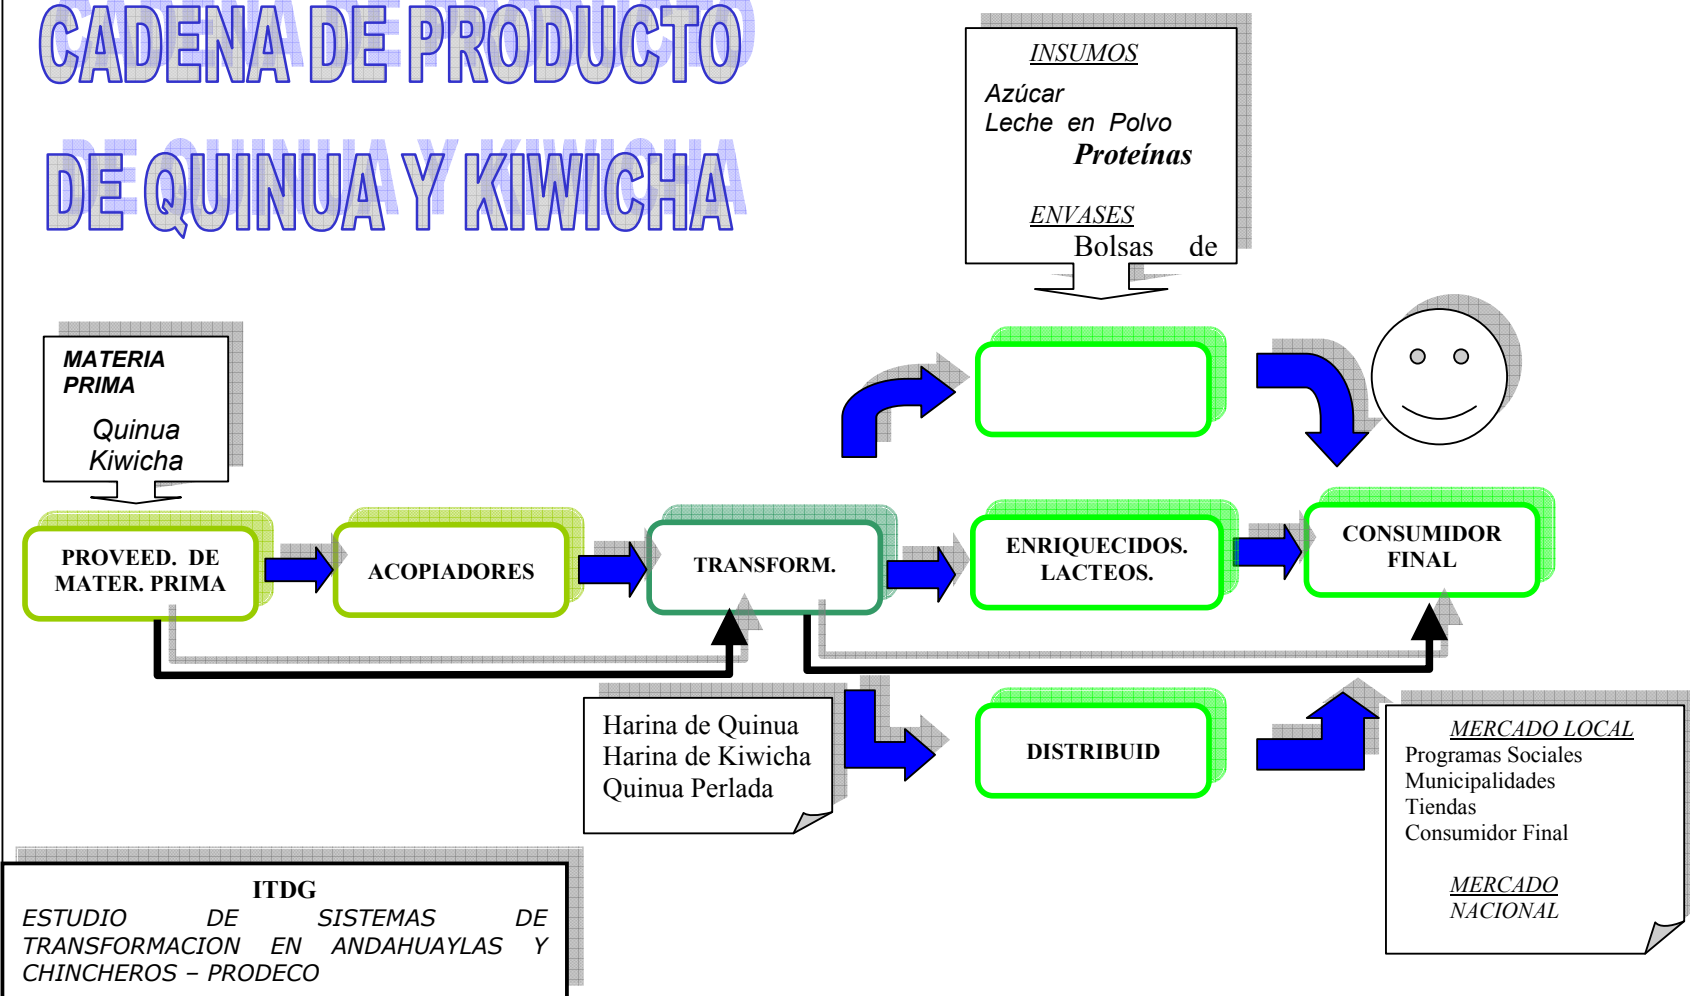 CADENA DE PRODUCTO
DE QUINUA Y KIWICHA
INSUMOS
Azúcar
Leche en Polvo
Proteínas
ENVASES
Bolsas de
MATERIA
PRIMA
Quinua
Kiwicha
PROVEED. DE
MATER. PRIMA
ACOPIADORES
TRANSFORM.
ENRIQUECIDOS.
LACTEOS.
CONSUMIDOR
FINAL
Harina de Quinua
Harina de Kiwicha
Quinua Perlada
DISTRIBUID
MERCADO LOCAL
Programas Sociales
Municipalidades
Tiendas
Consumidor Final
MERCADO
NACIONAL
ITDG
ESTUDIO DE SISTEMAS DE
TRANSFORMACION EN ANDAHUAYLAS Y
CHINCHEROS – PRODECO